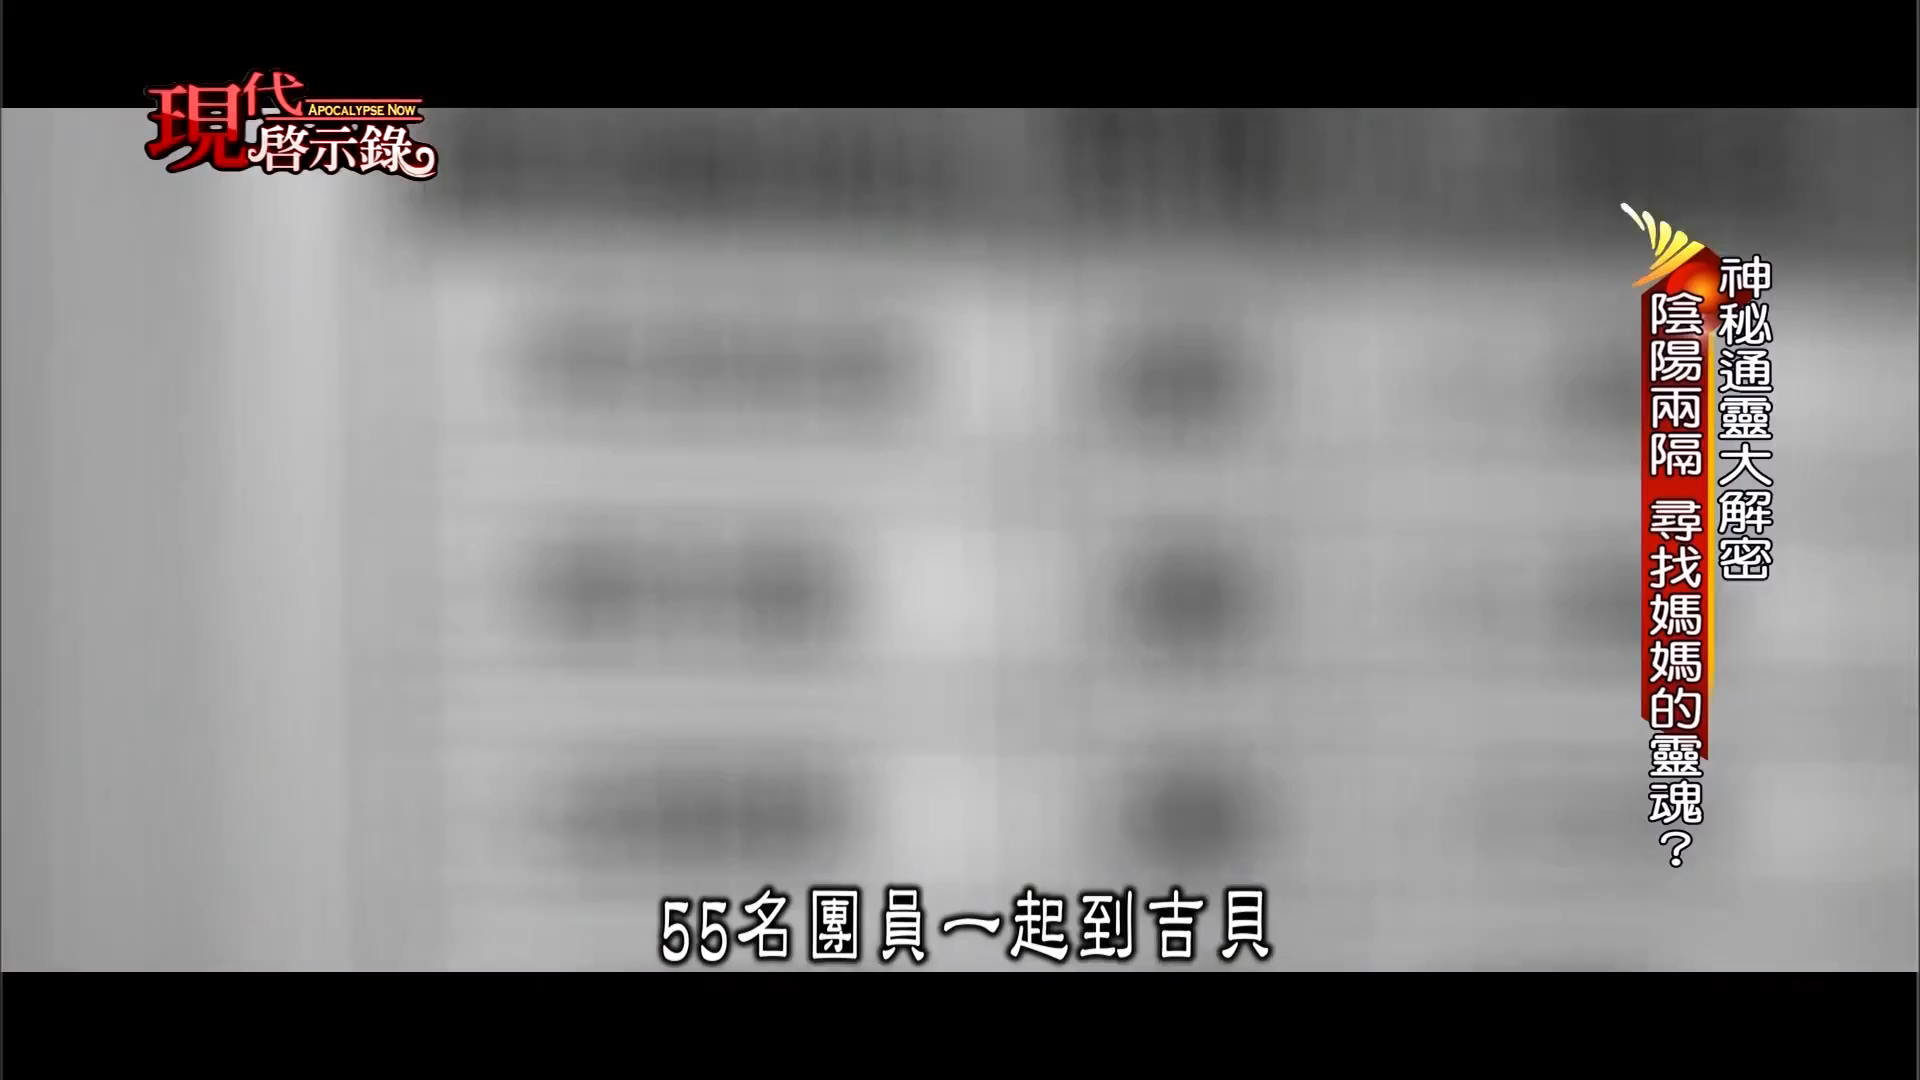 現代
APOCALYPSE NOW
啓示錄
神秘通靈大解密
陰陽兩隔 尋找媽媽的靈魂？
55名團員一起到吉貝